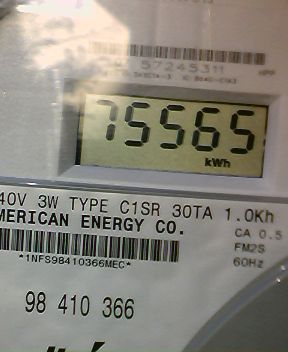 57245311
75565
kWh
40V 3W TYPE C1SR 30TA 1.0Kh
MERICAN ENERGY CO.
CA 0.5
*1NFS98410366MEC*
FM2S
60Hz
98 410 366